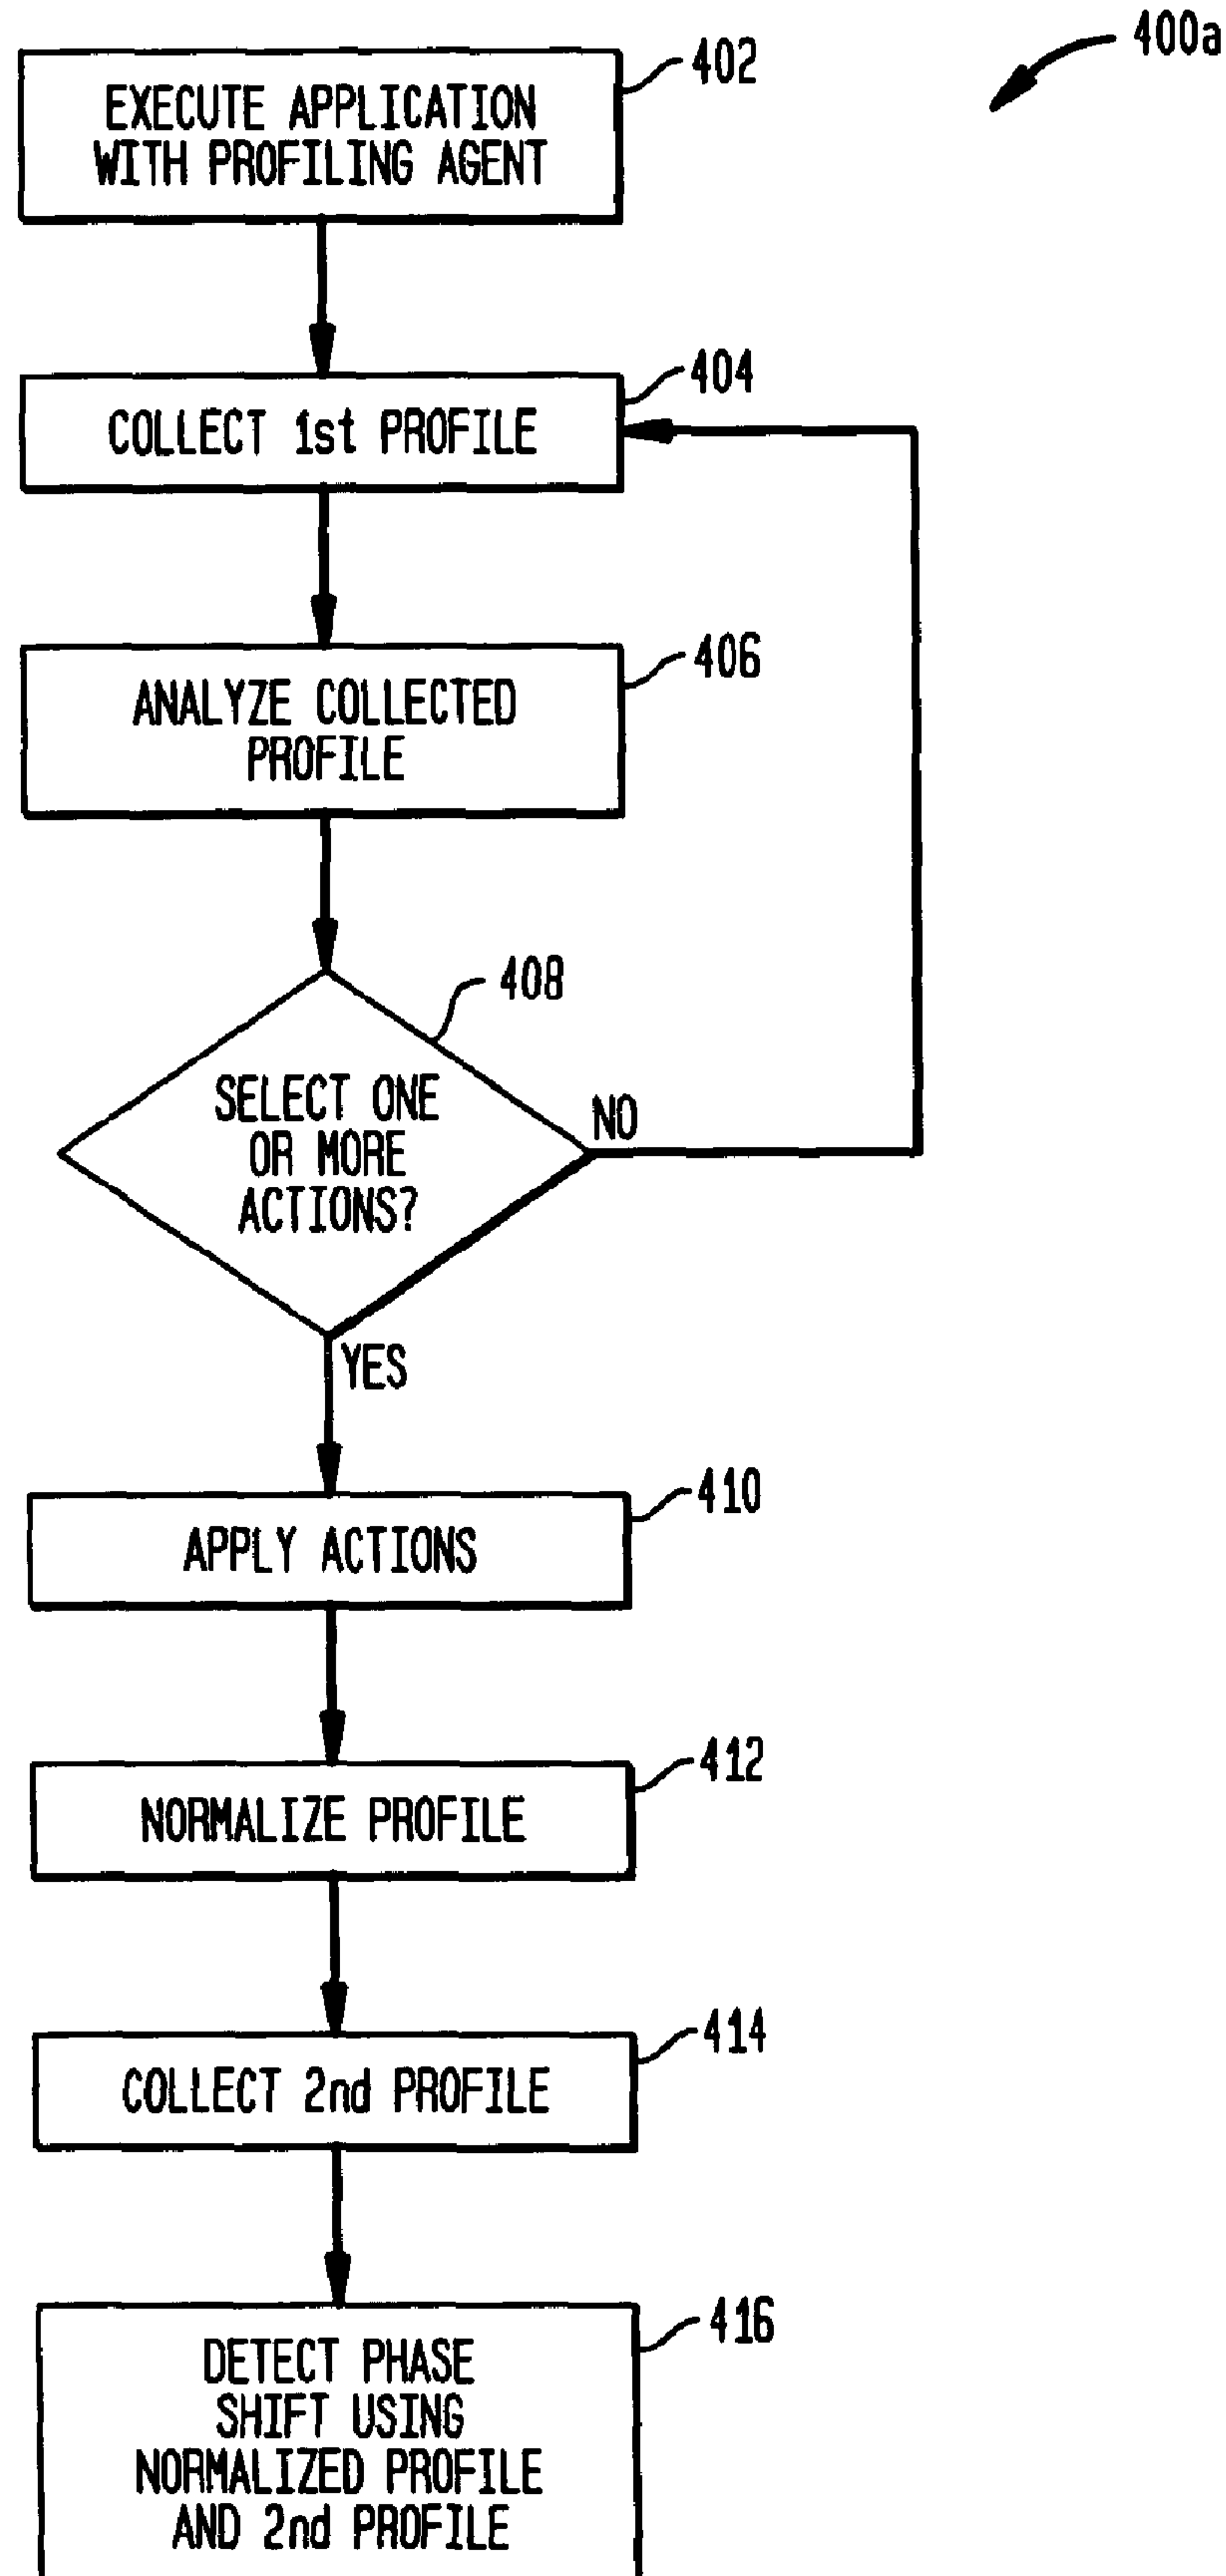 400a
402
EXECUTE APPLICATION
WITH PROFILING AGENT
404
COLLECT 1st PROFILE
406
ANALYZE COLLECTED
PROFILE
408
SELECT ONE
OR MORE
ACTIONS?
NO
YES
410
APPLY ACTIONS
412
NORMALIZE PROFILE
414
COLLECT 2nd PROFILE
416
DETECT PHASE
SHIFT USING
NORMALIZED PROFILE
AND 2nd PROFILE